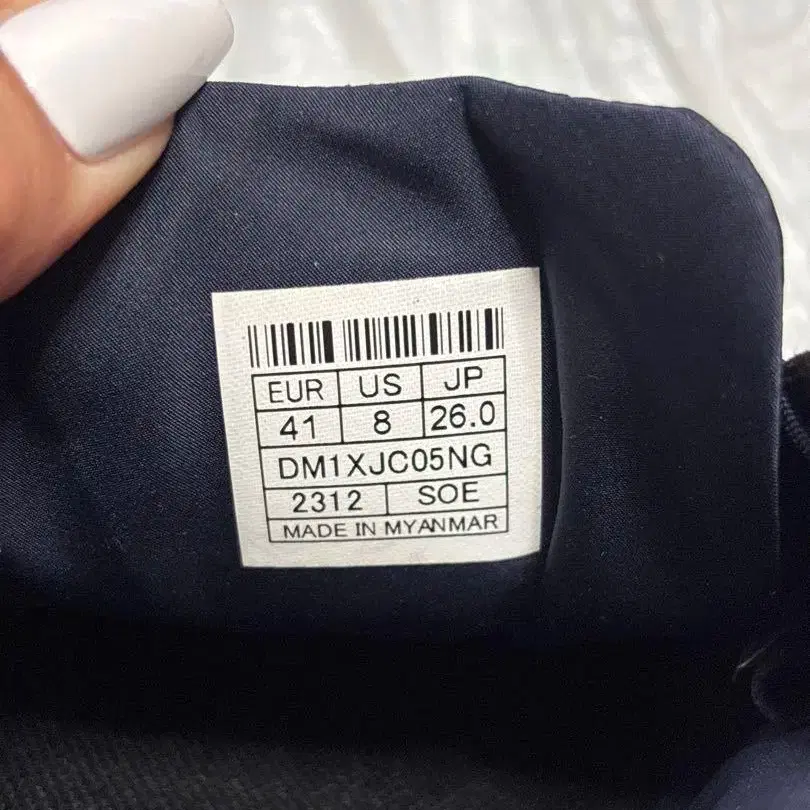 EUR US JP
41 8 26.0
DM1XJC05NG
2312 SOE
MADE IN MYANMAR